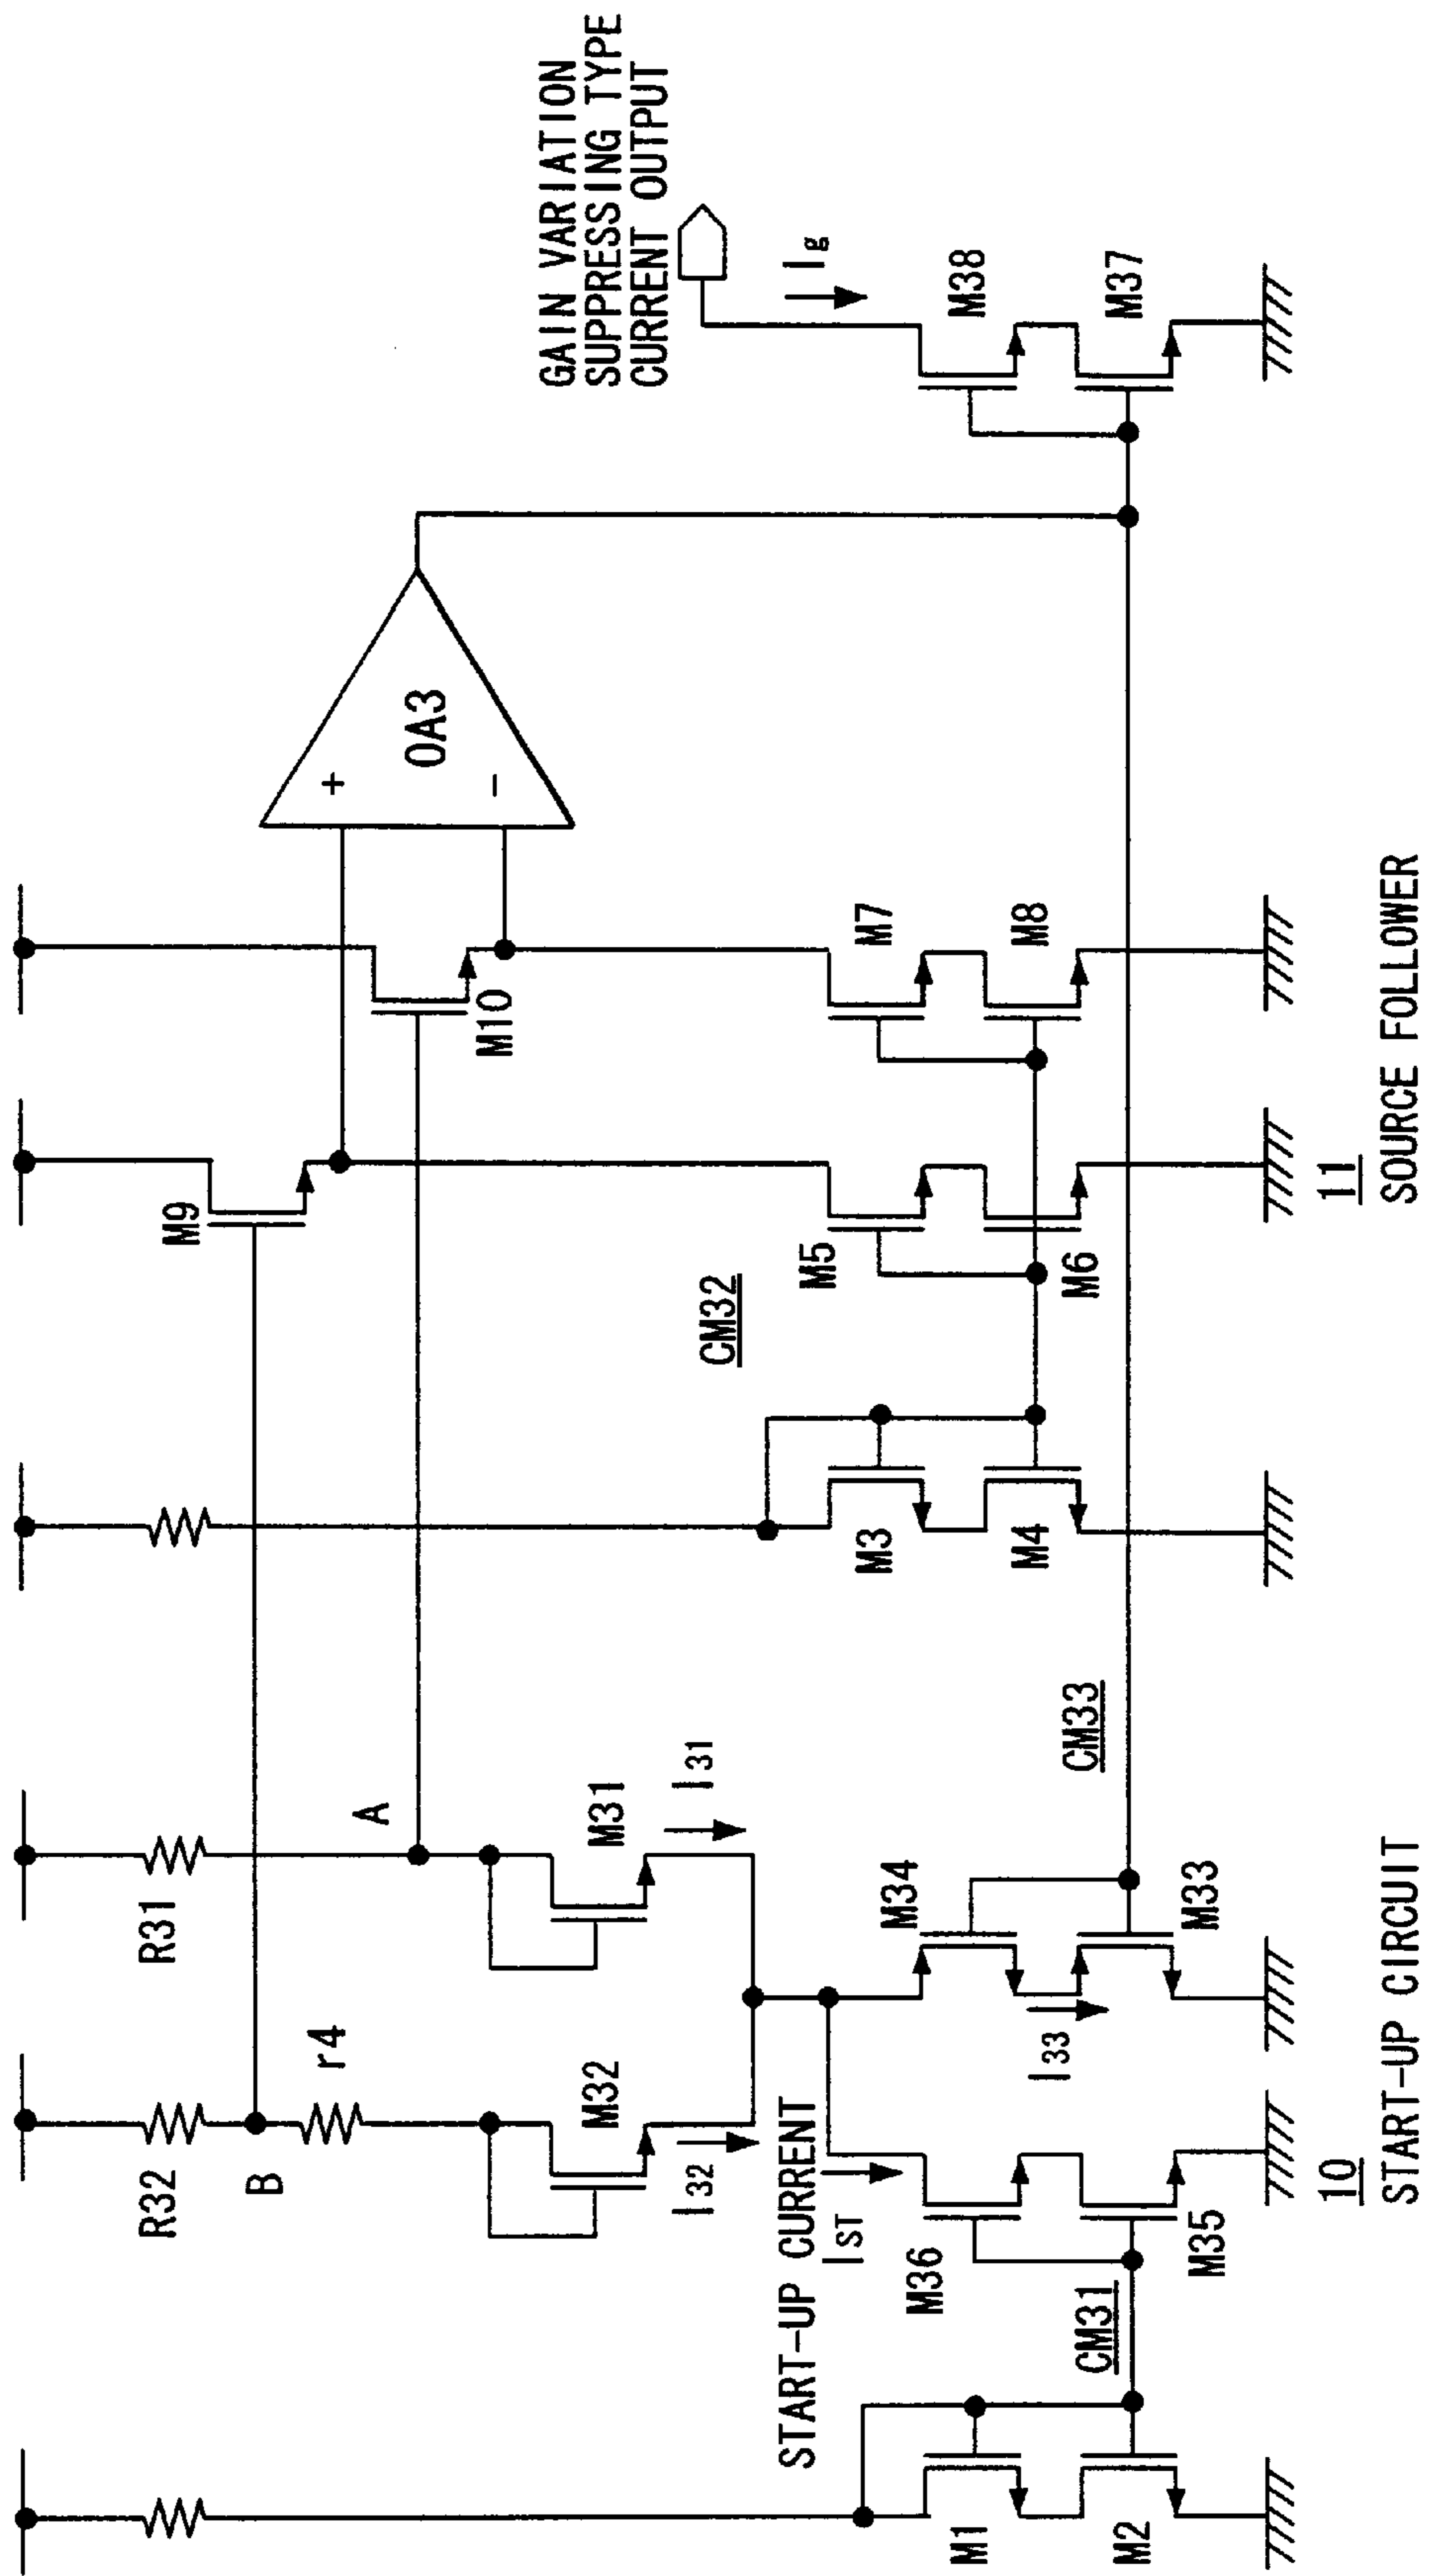 GAIN VARIATION
SUPPRESSING TYPE
CURRENT OUTPUT
Ig
M38
M37
OA3
+
-
M10
M7
M8
M9
M5
M6
CM32
11
SOURCE FOLLOWER
M3
M4
CM33
R31
A
M31
I31
M34
M33
I33
R32
B
r4
M32
I32
START-UP CURRENT
IST
M36
M35
CM31
10
START-UP CIRCUIT
M1
M2